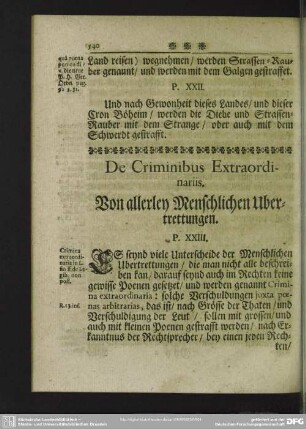 140
Land reisen) wegnehmen/ werden Strassen-Rau-
ber genannt/ und werden mit dem Galgen gestraffet.
P. XXII.
Und nach Gewonheit dieses Landes/ und dieser
Cron Böheim/ werden die Diebe und Strassen-
Rauber mit dem Strange/ oder auch mit dem
Schwerdt gestrafft.
De Criminibus Extraordi-
nariis.
Von allerley Menschlichen Uber-
trettungen.
P. XXIII.
ES seynd viele Unterscheide der Menschlichen
Ubertrettungen/ die man nicht alle beschrei-
ben kan/ darauf seynd auch im Rechten keine
gewisse Poenen gesetzt/ und werden genannt Crimi-
na extraordinaria: solche Verschuldungen juxta poe-
nas arbitrarias, das ist/ nach Grösse der Thaten/ und
Verschuldigung der Leut/ sollen mit grossen/ und
auch mit kleinen Poenen gestrafft werden/ nach Er-
kanntnus der Rechtsprecher/ bey einen jeden Rech-
ten/